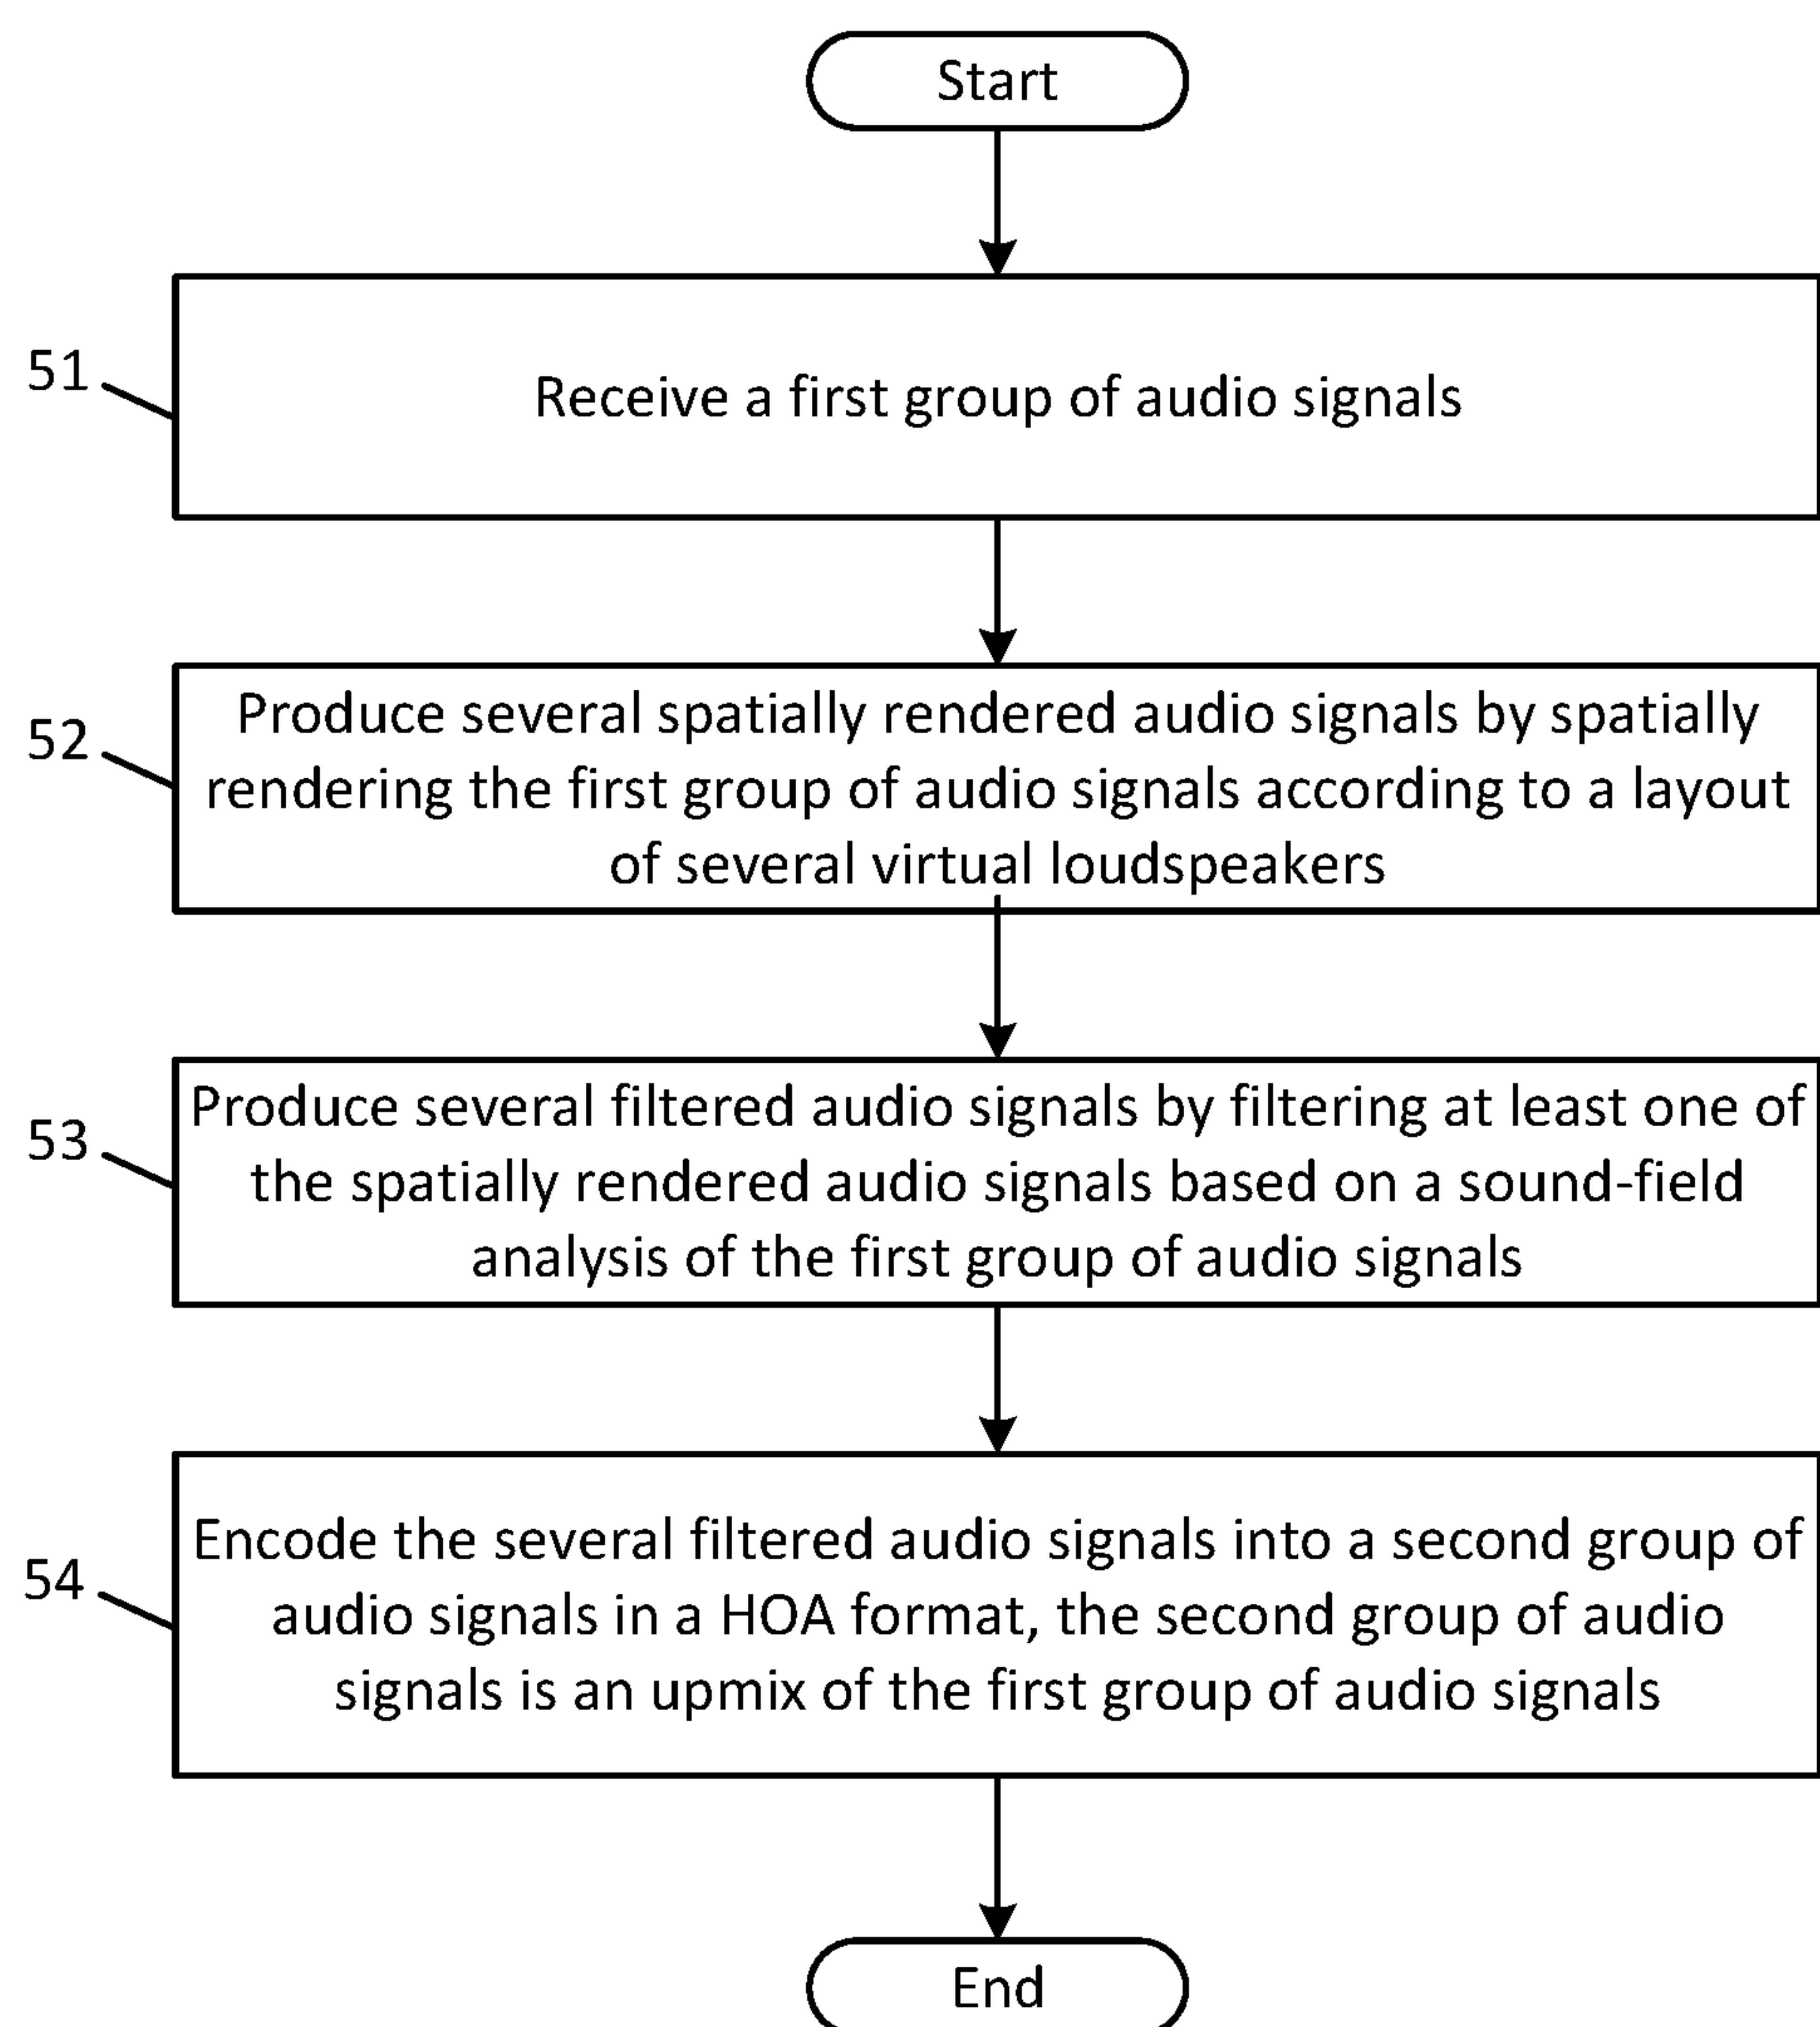 Start
51
Receive a first group of audio signals
52
Produce several spatially rendered audio signals by spatially
rendering the first group of audio signals according to a layout
of several virtual loudspeakers
53
Produce several filtered audio signals by filtering at least one of
the spatially rendered audio signals based on a sound-field
analysis of the first group of audio signals
54
Encode the several filtered audio signals into a second group of
audio signals in a HOA format, the second group of audio
signals is an upmix of the first group of audio signals
End